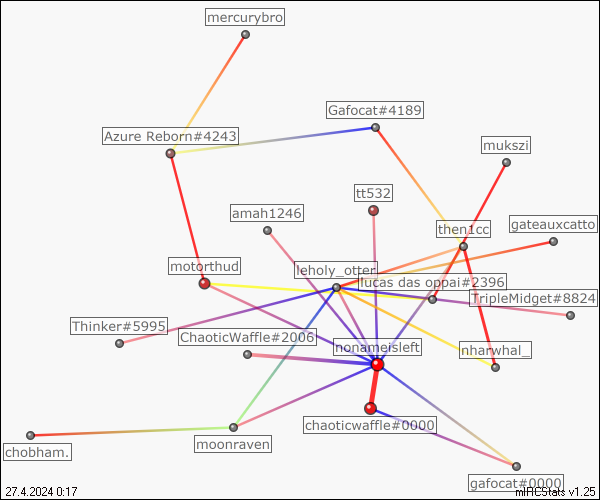 mercurybro
Gafocat#4189
Azure Reborn#4243
mukszi
tt532
amah1246
then1cc
gateauxcatto
motorthud
leholy_otter
lucas das oppai#2396
TripleMidget#8824
Thinker#5995
ChaoticWaffle#2006
nonameisleft
nharwhal_
chaoticwaffle#0000
moonraven
chobham.
gafocat#0000
27.4.2024 0:17
mIRCStats v1.25